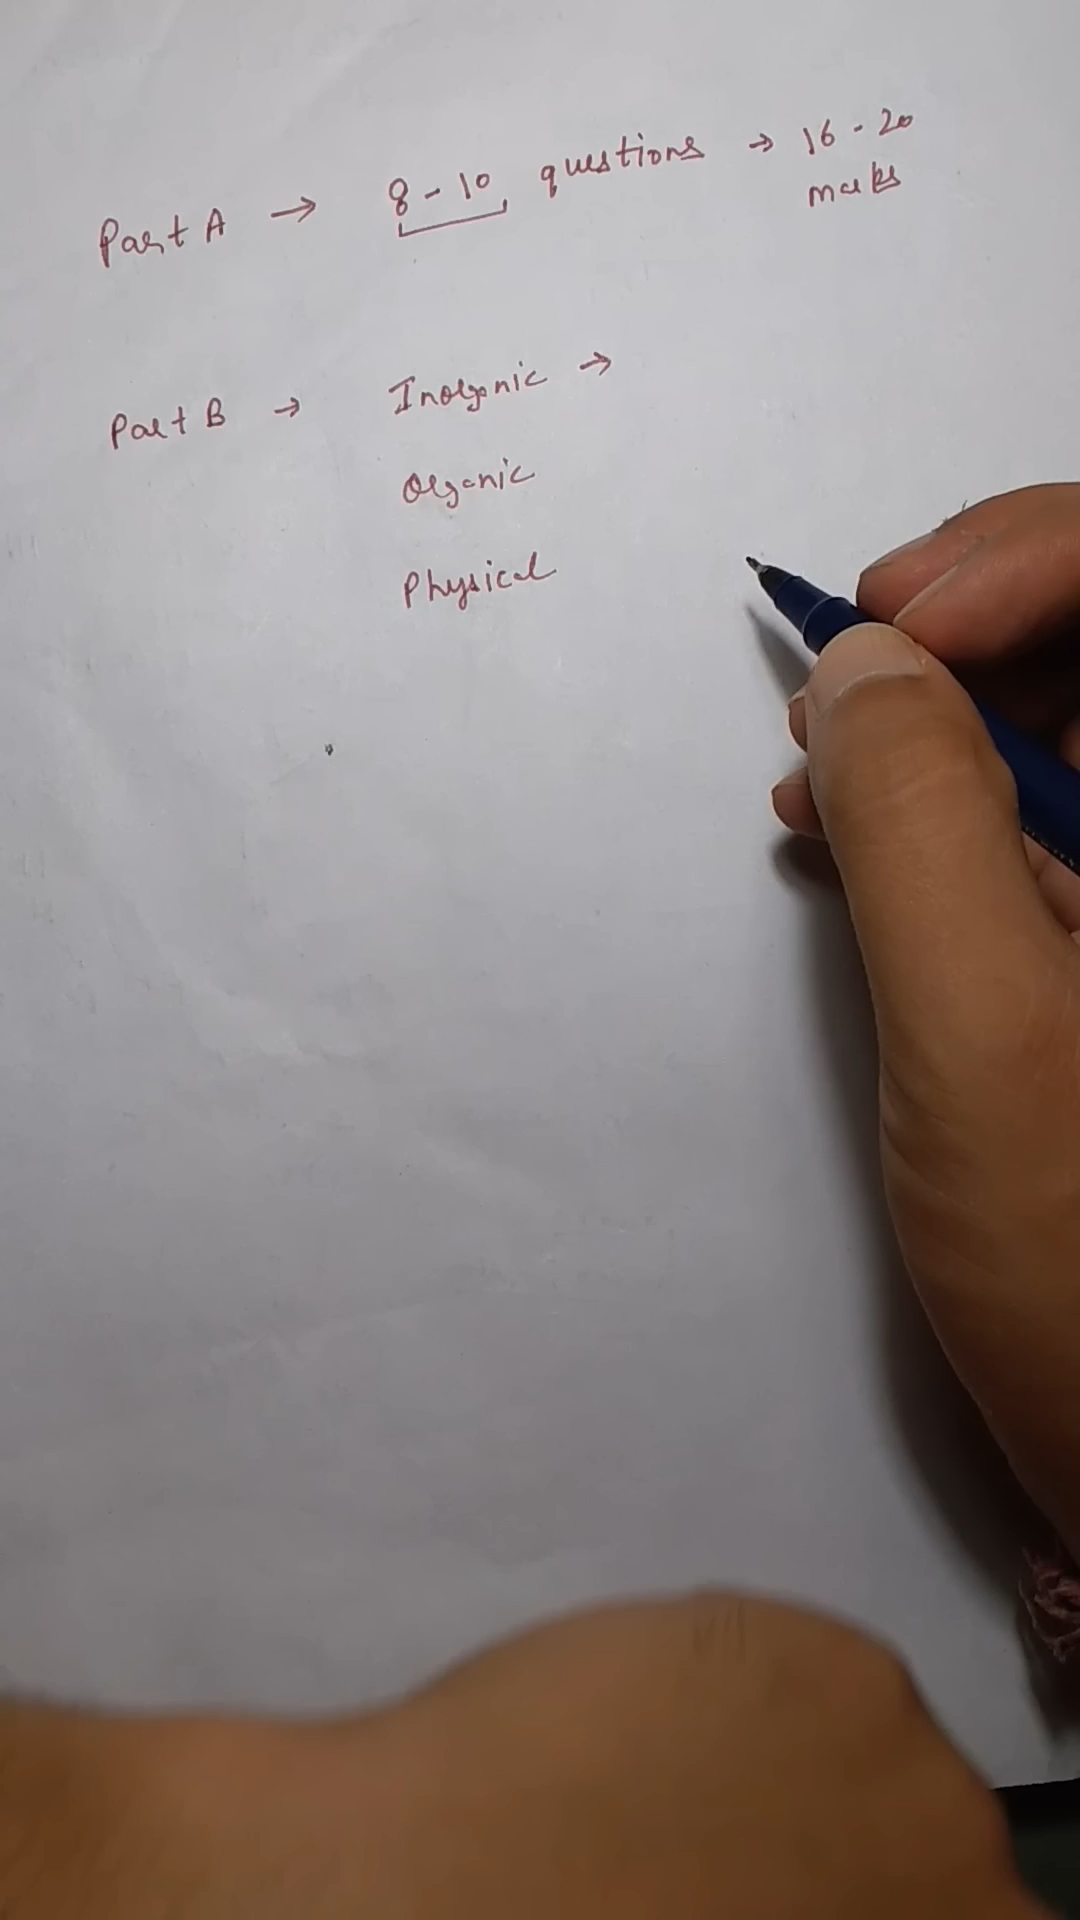 Part A → 8-10 questions → 16-20
marks
Part B → Inorganic →
Organic
Physical